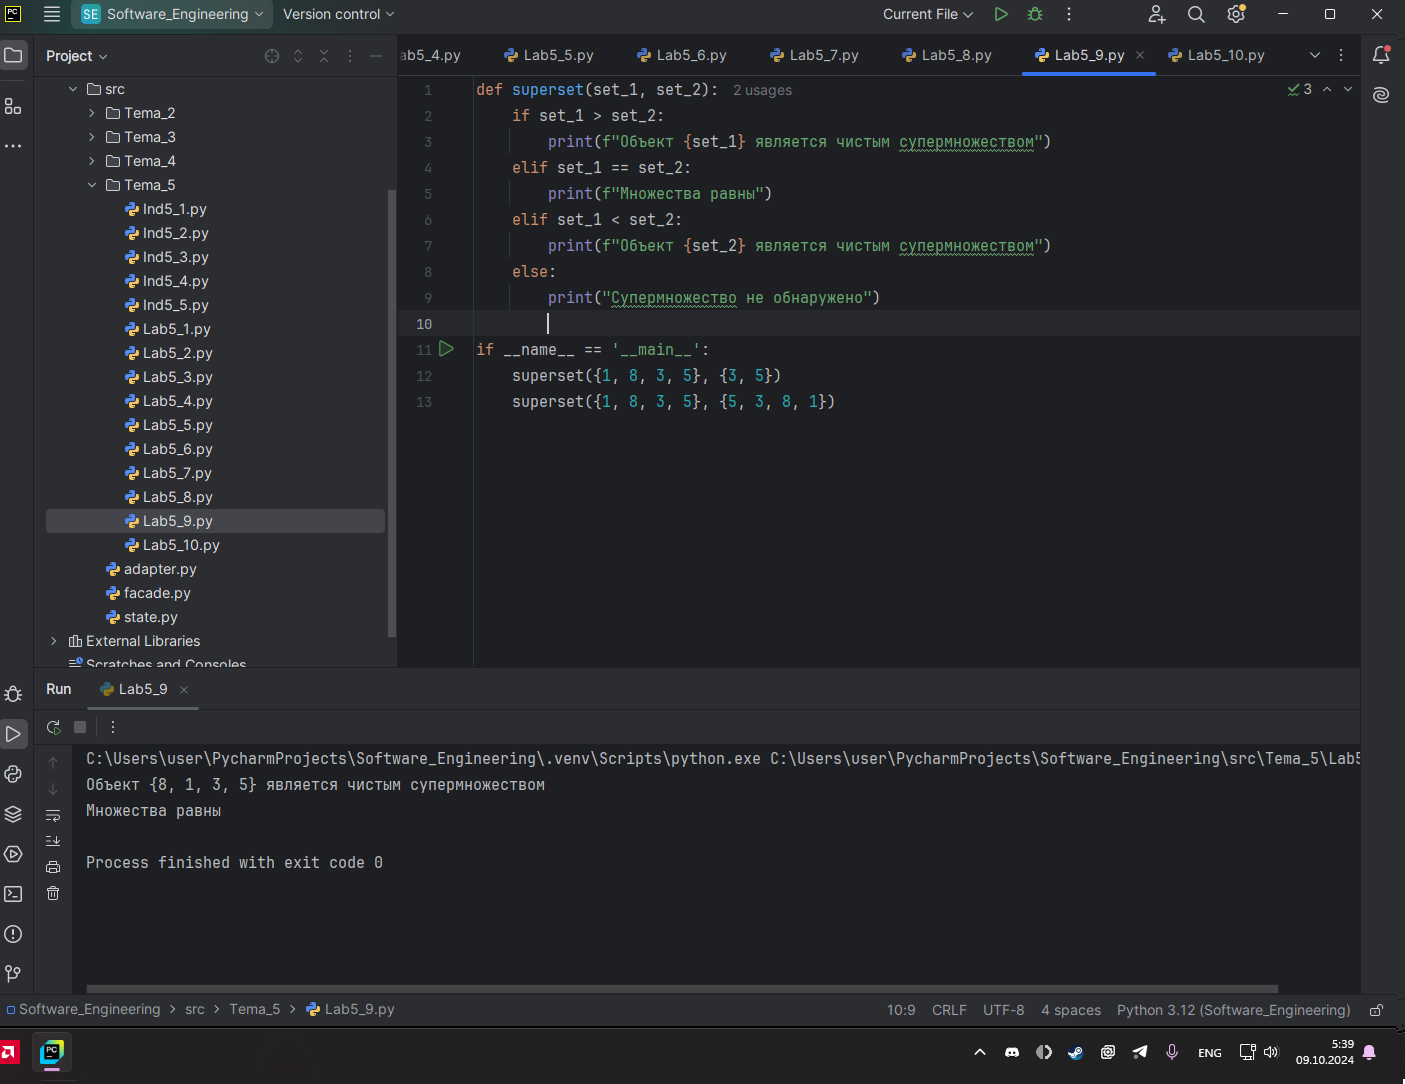 PC
SE Software_Engineering
Version control
Current File
Project
ab5_4.py
Lab5_5.py
Lab5_6.py
Lab5_7.py
Lab5_8.py
Lab5_9.py
Lab5_10.py
src
Tema_2
Tema_3
Tema_4
Tema_5
Ind5_1.py
Ind5_2.py
Ind5_3.py
Ind5_4.py
Ind5_5.py
Lab5_1.py
Lab5_2.py
Lab5_3.py
Lab5_4.py
Lab5_5.py
Lab5_6.py
Lab5_7.py
Lab5_8.py
Lab5_9.py
Lab5_10.py
adapter.py
facade.py
state.py
External Libraries
Scratches and Consoles
1 def superset(set_1, set_2): 2 usages
3
2 if set_1 > set_2:
3 print(f"Объект {set_1} является чистым супермножеством")
4 elif set_1 == set_2:
5 print(f"Множества равны")
6 elif set_1 < set_2:
7 print(f"Объект {set_2} является чистым супермножеством")
8 else:
9 print("Супермножество не обнаружено")
10
11 if __name__ == '__main__':
12 superset({1, 8, 3, 5}, {3, 5})
13 superset({1, 8, 3, 5}, {5, 3, 8, 1})
Run
Lab5_9
C:\Users\user\PycharmProjects\Software_Engineering\.venv\Scripts\python.exe C:\Users\user\PycharmProjects\Software_Engineering\src\Tema_5\Lab5
Объект {8, 1, 3, 5} является чистым супермножеством
Множества равны
Process finished with exit code 0
Software_Engineering > src > Tema_5 > Lab5_9.py
10:9 CRLF UTF-8 4 spaces Python 3.12 (Software_Engineering)
PC
ENG
5:39
09.10.2024